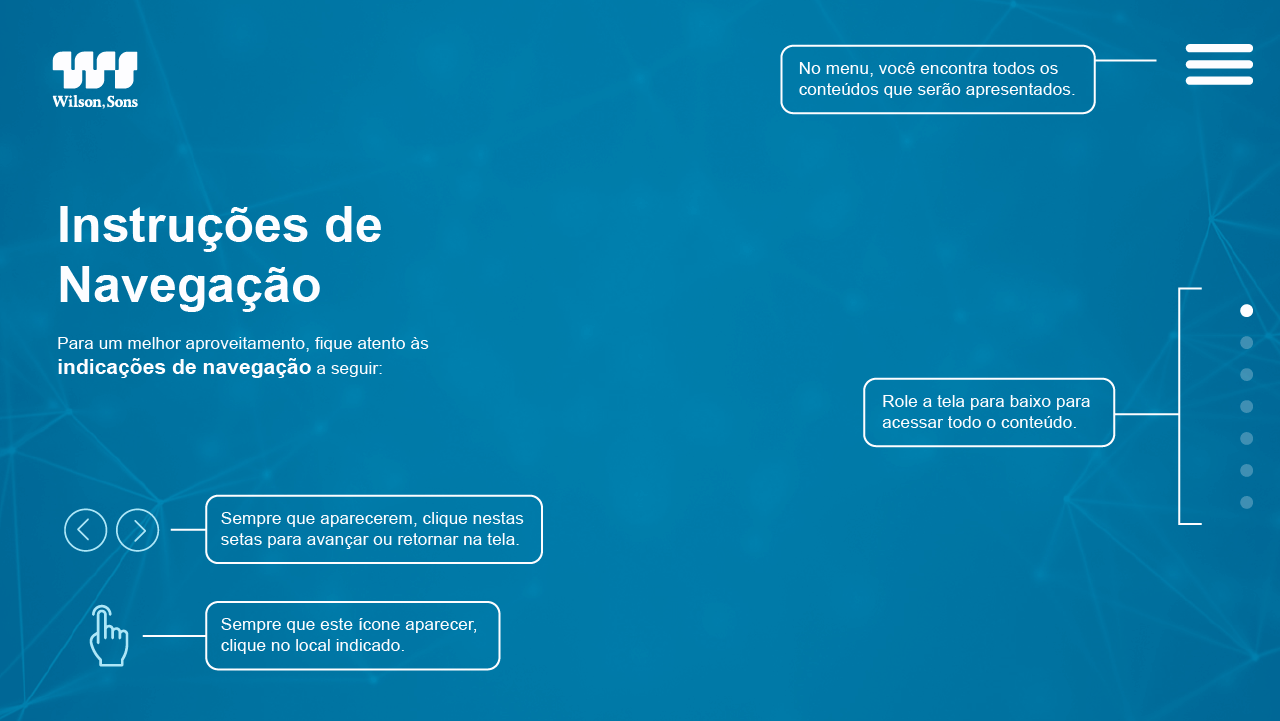 Wilson,Sons
No menu, você encontra todos os
conteúdos que serão apresentados.
Instruções de
Navegação
Para um melhor aproveitamento, fique atento às
indicações de navegação a seguir:
Role a tela para baixo para
acessar todo o conteúdo.
Sempre que aparecerem, clique nestas
setas para avançar ou retornar na tela.
Sempre que este ícone aparecer,
clique no local indicado.